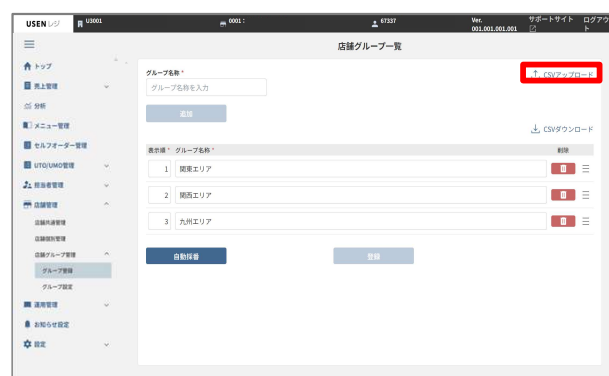 USEN レジ U3001 0001： 67337 Ver. 001.001.001.001 サポートサイト ログアウト
店舗グループ一覧
トップ
売上管理
分析
メニュー管理
セルフオーダー管理
UTO/UMO管理
担当者管理
店舗管理
店舗共通管理
店舗個別管理
店舗グループ管理
グループ登録
グループ設定
運用管理
お知らせ設定
設定
グループ名称 *
グループ名称を入力
追加
CSVアップロード
CSVダウンロード
表示順 * グループ名称 * 削除
1 関東エリア
2 関西エリア
3 九州エリア
自動採番 登録